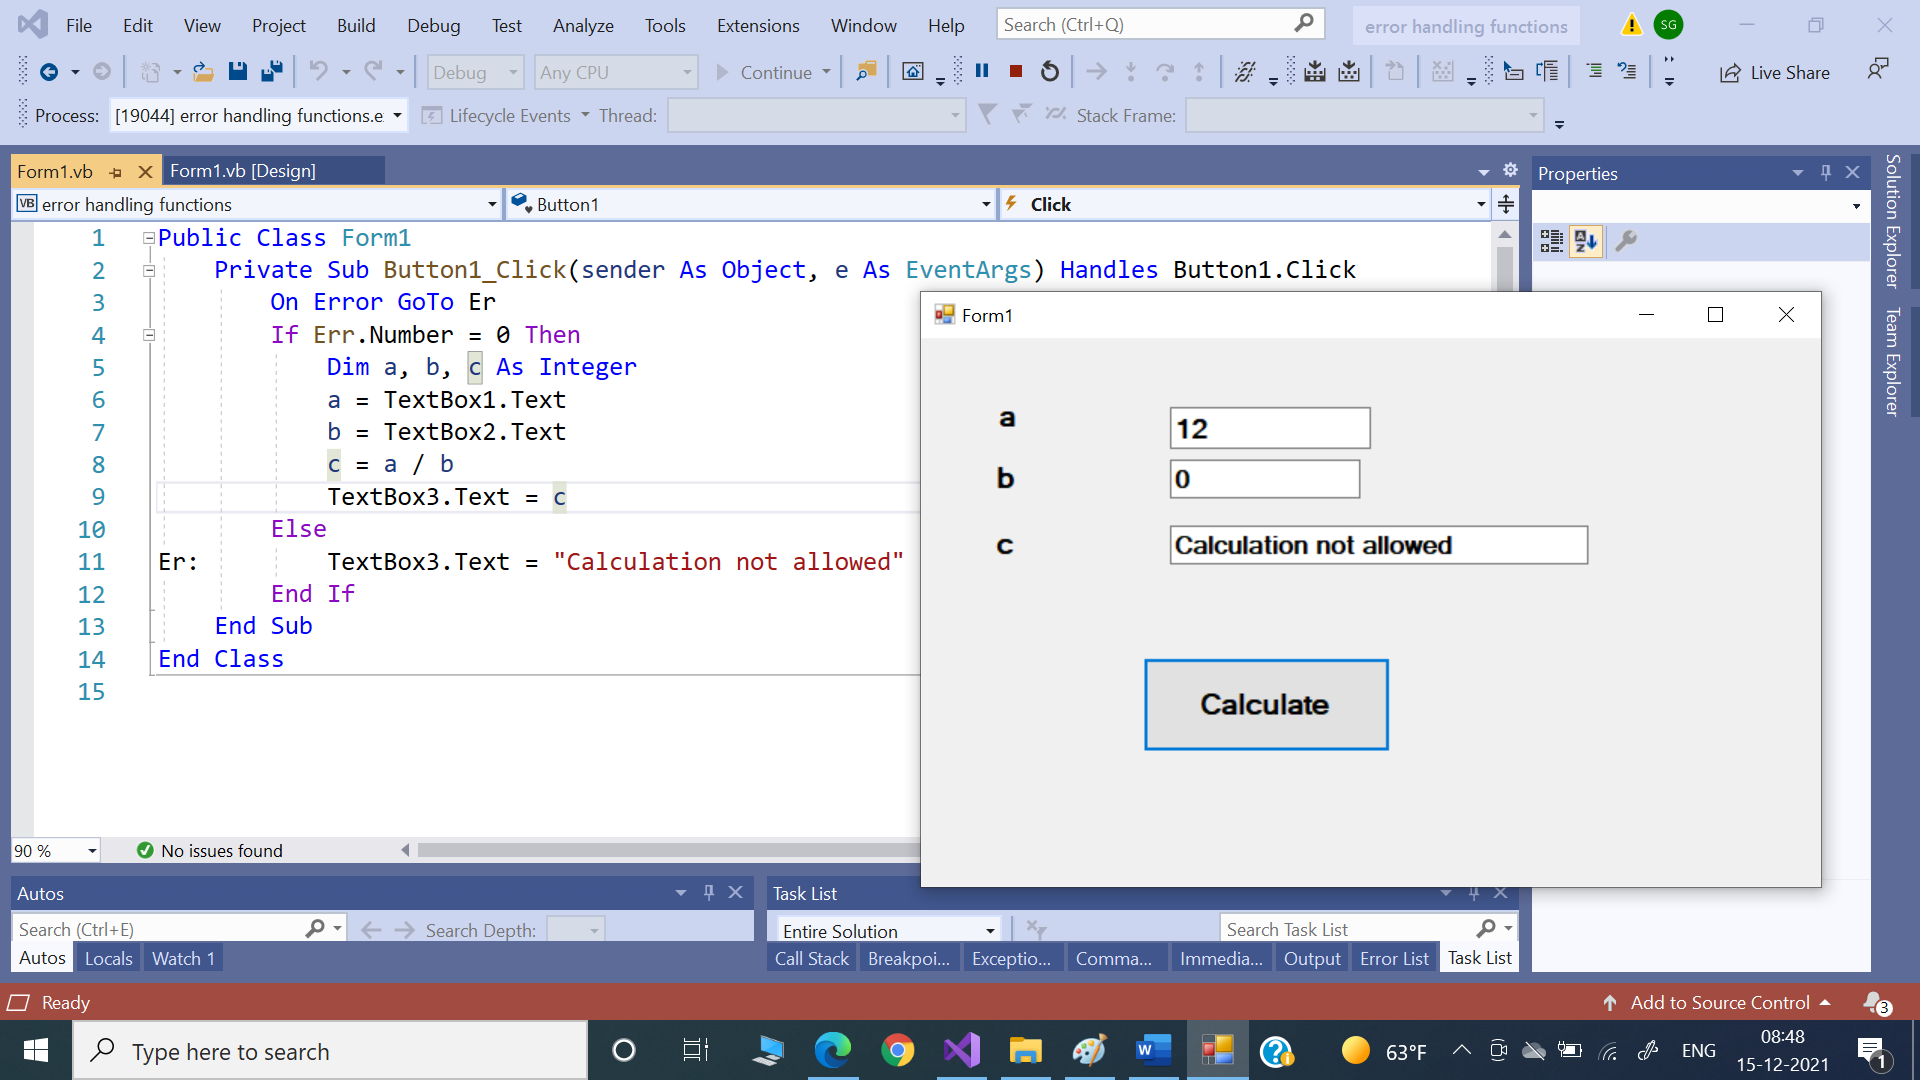 File Edit View Project Build Debug Test Analyze Tools Extensions Window Help Search (Ctrl+Q) error handling functions SG
Debug Any CPU Continue Live Share
Process: [19044] error handling functions.e: Lifecycle Events Thread: Stack Frame:
Form1.vb Form1.vb [Design]
VB error handling functions Button1 Click
1 Public Class Form1
2 Private Sub Button1_Click(sender As Object, e As EventArgs) Handles Button1.Click
3 On Error GoTo Er
4 If Err.Number = 0 Then
5 Dim a, b, c As Integer
6 a = TextBox1.Text
7 b = TextBox2.Text
8 c = a / b
9 TextBox3.Text = c
10 Else
11 Er: TextBox3.Text = "Calculation not allowed"
12 End If
13 End Sub
14 End Class
15
90 % No issues found
Form1
a 12
b 0
c Calculation not allowed
Calculate
Properties
Solution Explorer
Team Explorer
Autos
Search (Ctrl+E) Search Depth:
Autos Locals Watch 1
Task List
Entire Solution Search Task List
Call Stack Breakpoi... Exceptio... Comma... Immedia... Output Error List Task List
Ready Add to Source Control 3
Type here to search 63°F ENG 08:48
15-12-2021 1